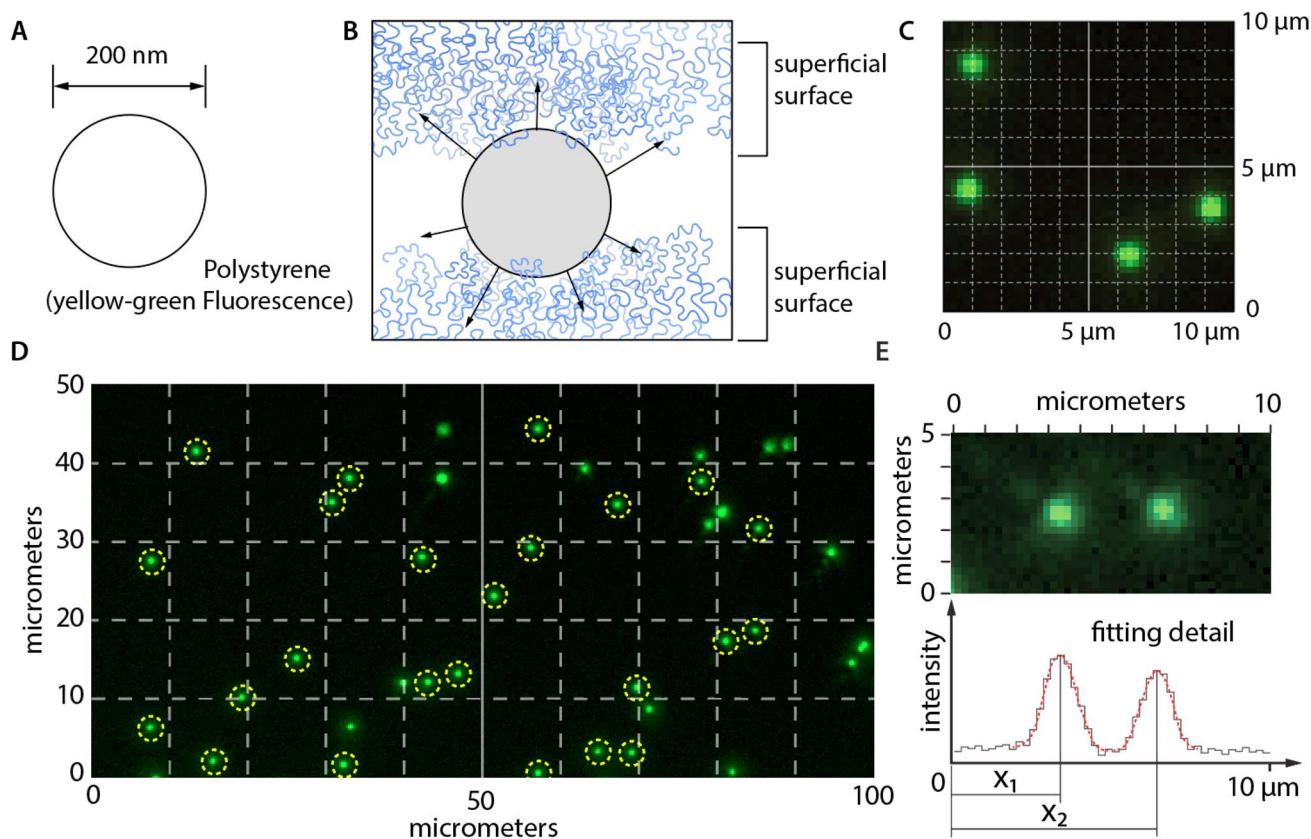 A
200 nm
Polystyrene
(yellow-green Fluorescence)
B
superficial
surface
superficial
surface
C
10 µm
5 µm
0
0
5 µm
10 µm
D
50
40
30
20
10
0
micrometers
0
50
100
micrometers
E
0
micrometers
10
5
micrometers
0
fitting detail
intensity
0
X₁
10 µm
X₂